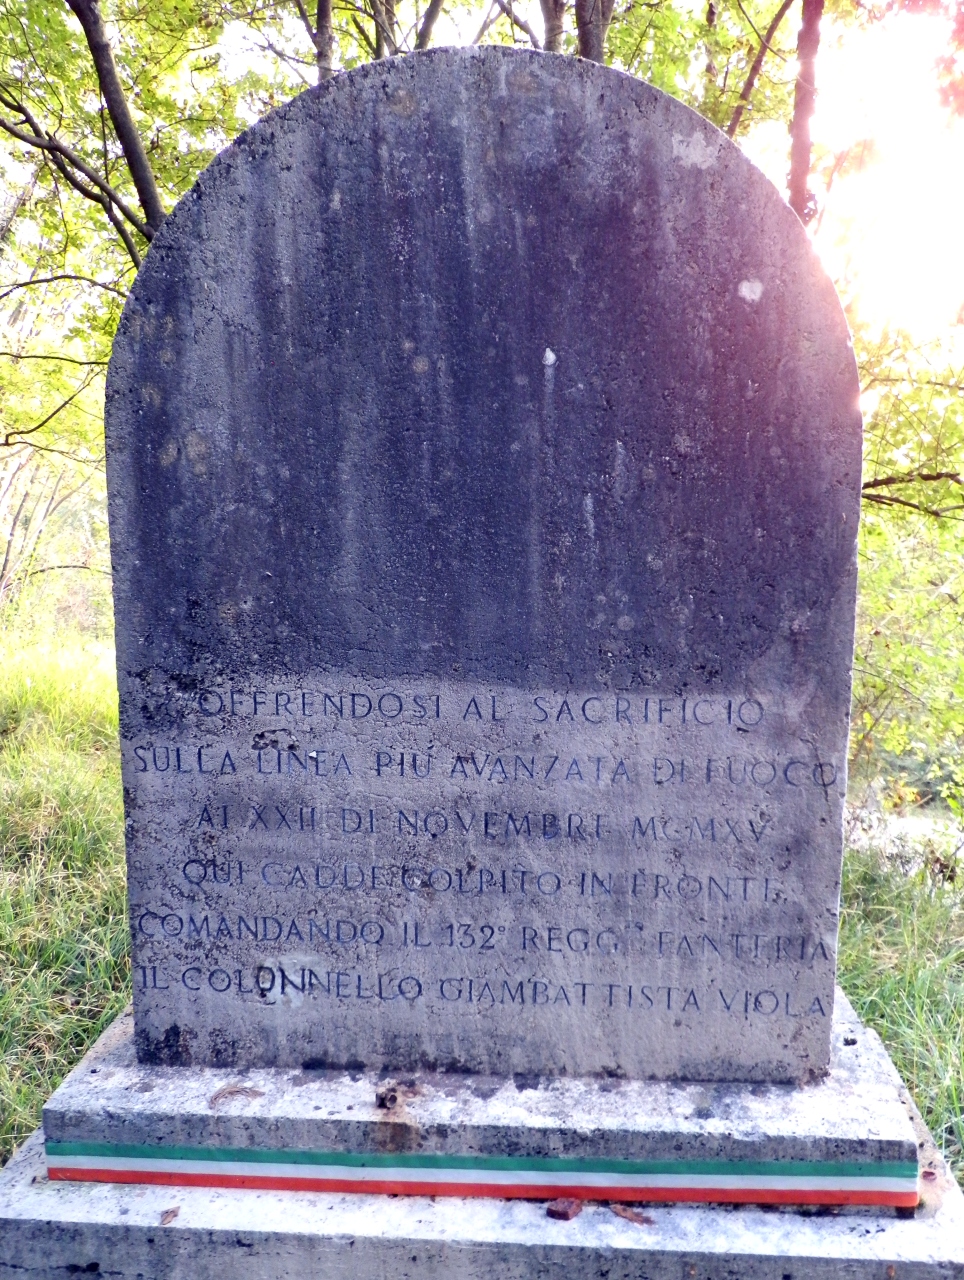 OFFRENDOSI AL SACRIFICIO
SULLA LINEA PIÙ AVANZATA DI FUOCO
AI XXII DI NOVEMBRE MCMXV
QUI CADDE COLPITO IN FRONTE
COMANDANDO IL 132° REGG.TO FANTERIA
IL COLONNELLO GIAMBATTISTA VIOLA